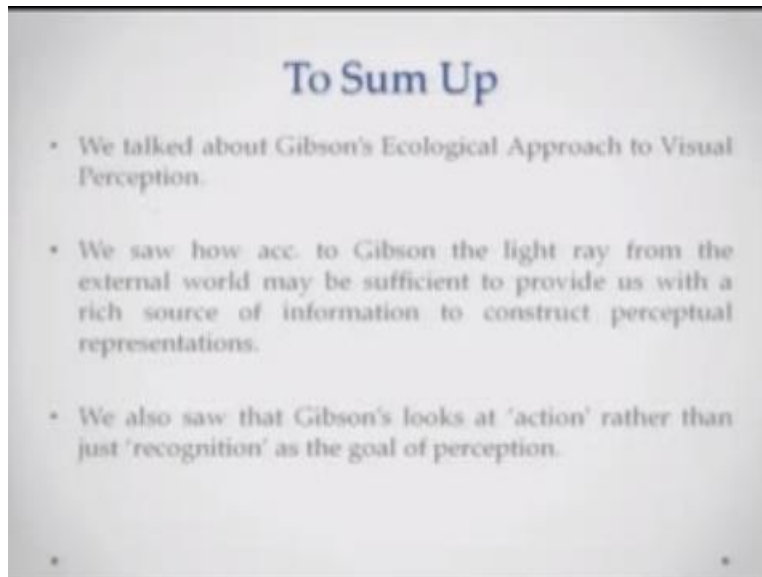 To Sum Up
• We talked about Gibson's Ecological Approach to Visual
Perception.
• We saw how acc. to Gibson the light ray from the
external world may be sufficient to provide us with a
rich source of information to construct perceptual
representations.
• We also saw that Gibson's looks at 'action' rather than
just 'recognition' as the goal of perception.